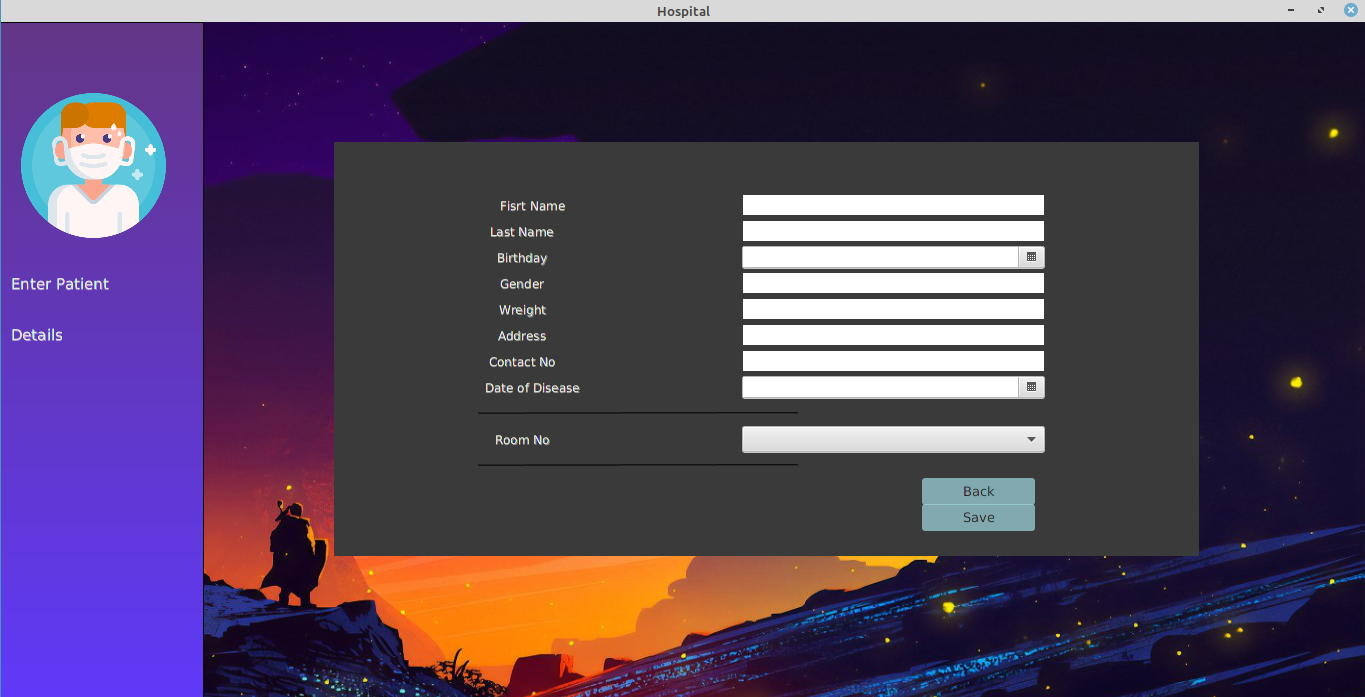 Hospital
Enter Patient
Details
Fisrt Name
Last Name
Birthday
Gender
Wreight
Address
Contact No
Date of Disease
Room No
Back
Save